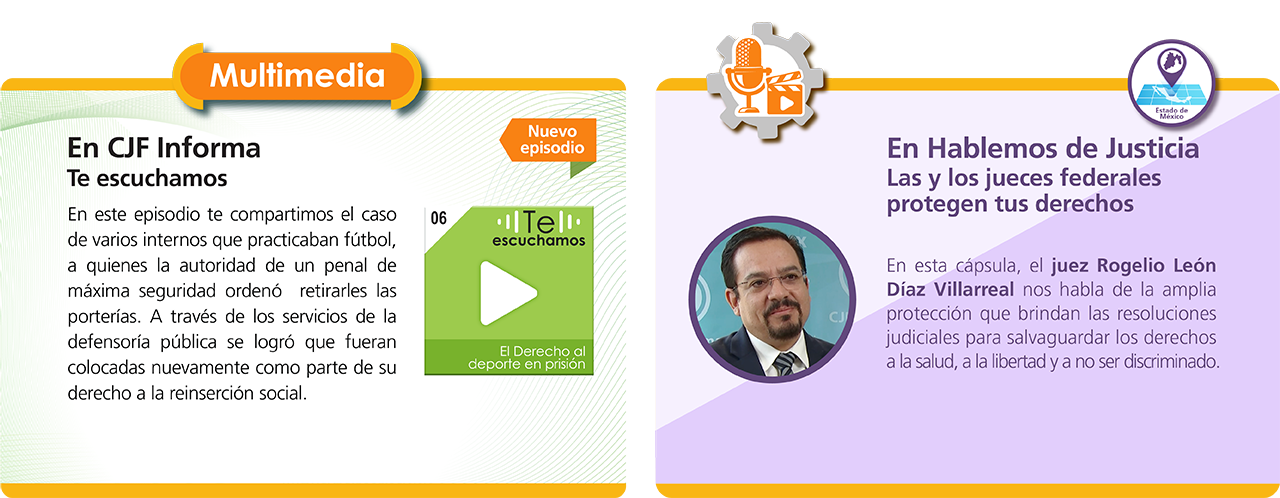 Multimedia
En CJF Informa
Te escuchamos
Nuevo
episodio
En este episodio te compartimos el caso
de varios internos que practicaban fútbol,
a quienes la autoridad de un penal de
máxima seguridad ordenó retirarles las
porterías. A través de los servicios de la
defensoría pública se logró que fueran
colocadas nuevamente como parte de su
derecho a la reinserción social.
06
Te
escuchamos
El Derecho al
deporte en prisión
Estado de
México
En Hablemos de Justicia
Las y los jueces federales
protegen tus derechos
En esta cápsula, el juez Rogelio León
Díaz Villarreal nos habla de la amplia
protección que brindan las resoluciones
judiciales para salvaguardar los derechos
a la salud, a la libertad y a no ser discriminado.